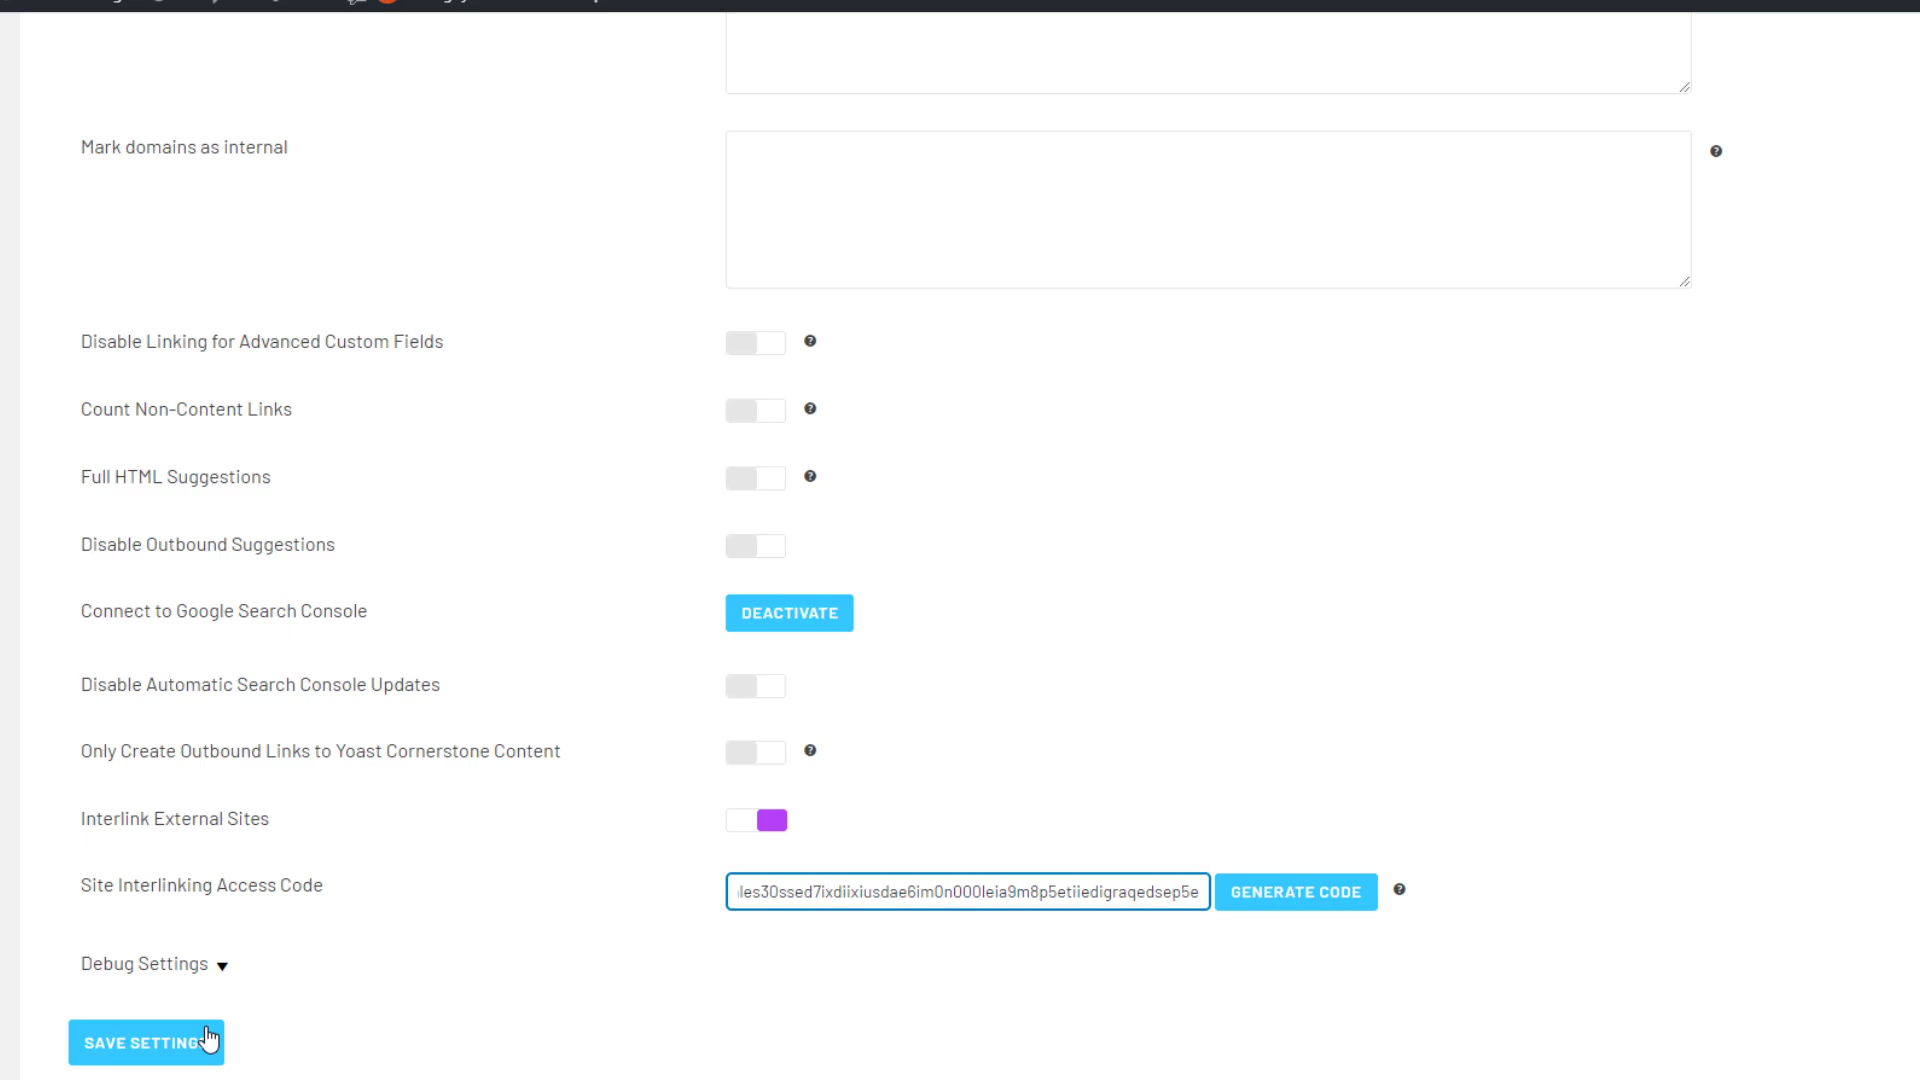 Mark domains as internal
Disable Linking for Advanced Custom Fields
Count Non-Content Links
Full HTML Suggestions
Disable Outbound Suggestions
Connect to Google Search Console
DEACTIVATE
Disable Automatic Search Console Updates
Only Create Outbound Links to Yoast Cornerstone Content
Interlink External Sites
Site Interlinking Access Code
les30ssed7ixdiixiusdae6im0n000leia9m8p5etiiedigraqedsep5e
GENERATE CODE
Debug Settings
SAVE SETTING